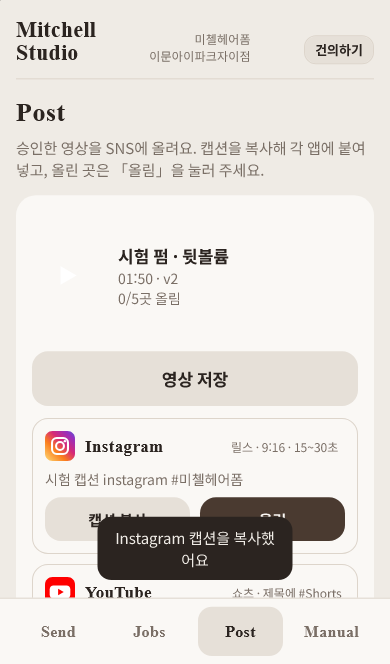 Mitchell
Studio
미젤헤어폼
이문아이파크자이점
건의하기
Post
승인한 영상을 SNS에 올려요. 캡션을 복사해 각 앱에 붙여
넣고, 올린 곳은 「올림」을 눌러 주세요.
시험 펌 · 뒷볼륨
01:50 · v2
0/5곳 올림
영상 저장
Instagram
릴스 · 9:16 · 15~30초
시험 캡션 instagram #미젤헤어폼
Instagram 캡션을 복사했
어요
YouTube
쇼츠 · 제목에 #Shorts
Send
Jobs
Post
Manual